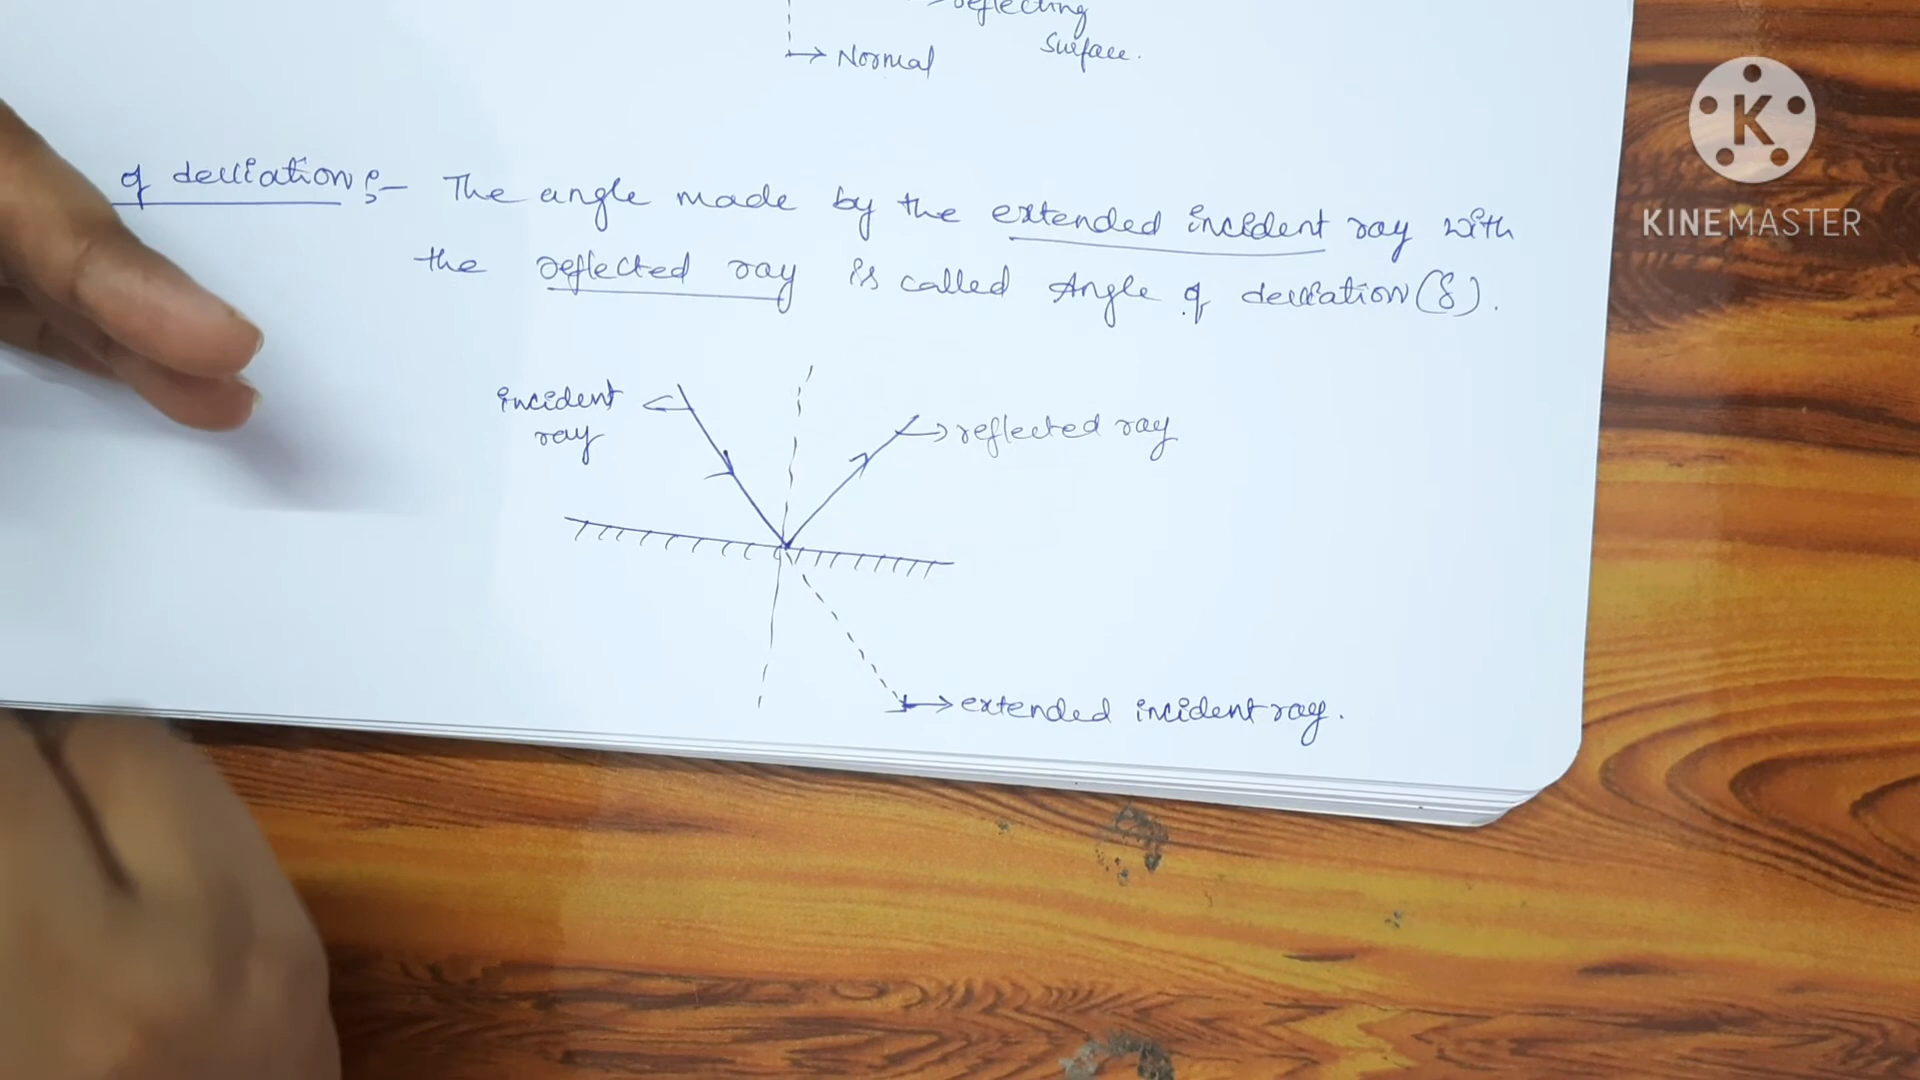 reflecting
surface.
Normal
of deviation :- The angle made by the extended incident ray with
the reflected ray is called Angle of deviation (δ).
incident
ray
reflected ray
extended incident ray.
K
KINEMASTER